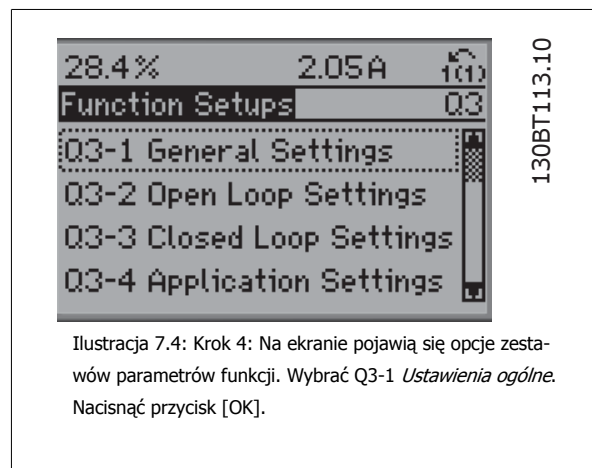 28.4% 2.05A 1(1)
Function Setups Q3
Q3-1 General Settings
Q3-2 Open Loop Settings
Q3-3 Closed Loop Settings
Q3-4 Application Settings
130BT113.10
Ilustracja 7.4: Krok 4: Na ekranie pojawią się opcje zesta-
wów parametrów funkcji. Wybrać Q3-1 Ustawienia ogólne.
Nacisnąć przycisk [OK].